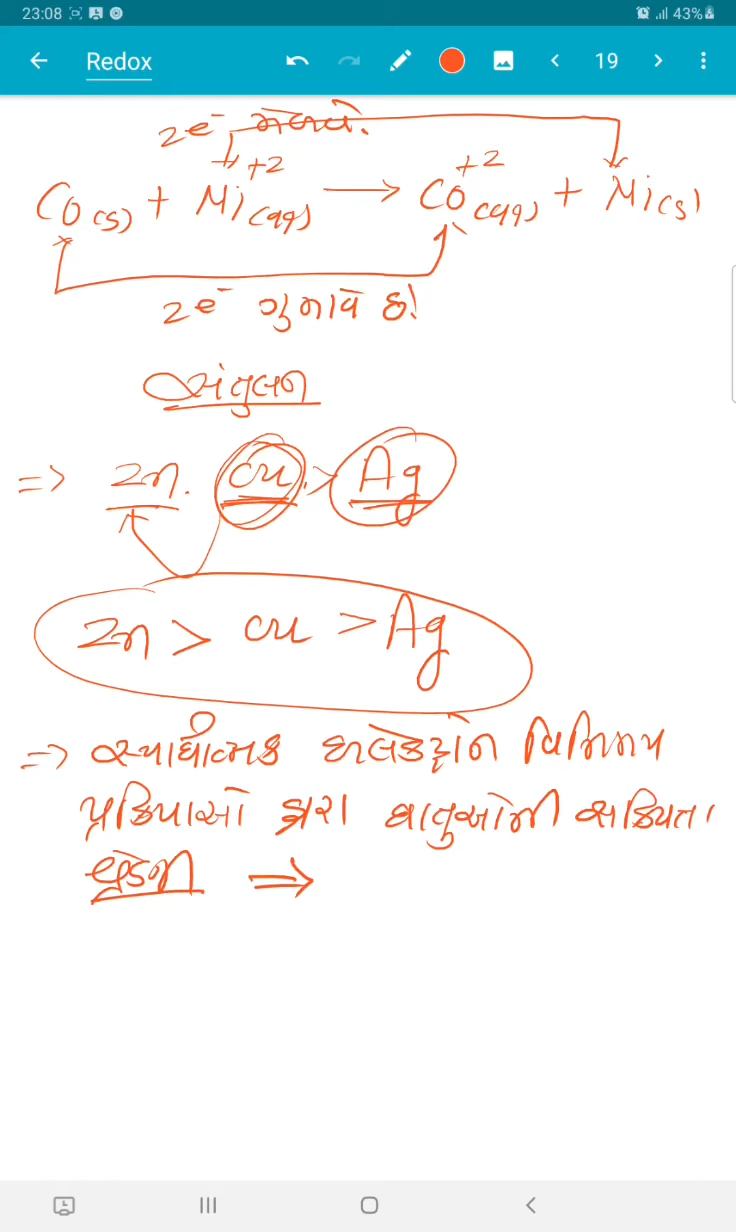 23:08 43%
Redox 19
2e⁻ મેળવે.
Co(s) + Ni⁺²(aq) → Co⁺²(aq) + Ni(s)
2e⁻ ગુમાવે છે!
સંતુલન
=> Zn. Cu. > Ag
Zn > Cu > Ag
=> સ્પર્ધાત્મક ઇલેક્ટ્રોન વિનિમય
પ્રક્રિયાઓ દ્વારા ધાતુઓની સક્રિયતા
શ્રેણી ⇒